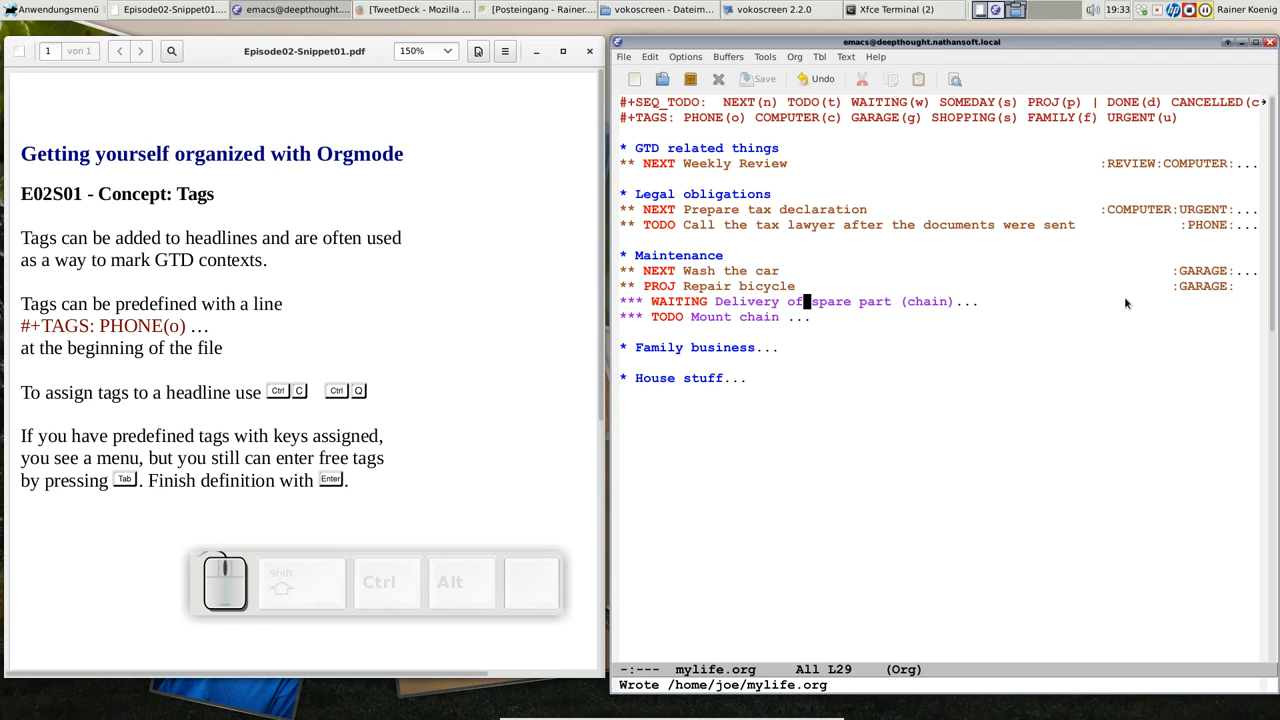 Anwendungsmenü
Episode02-Snippet01....
emacs@deepthought....
[TweetDeck - Mozilla ...
[Posteingang - Rainer...
vokoscreen - Dateim...
vokoscreen 2.2.0
Xfce Terminal (2)
19:33
Rainer Koenig
1 von 1
Episode02-Snippet01.pdf
150%
Getting yourself organized with Orgmode
E02S01 - Concept: Tags
Tags can be added to headlines and are often used
as a way to mark GTD contexts.
Tags can be predefined with a line
#+TAGS: PHONE(o) …
at the beginning of the file
To assign tags to a headline use Ctrl C Ctrl Q
If you have predefined tags with keys assigned,
you see a menu, but you still can enter free tags
by pressing Tab. Finish definition with Enter.
Shift
Ctrl
Alt
emacs@deepthought.nathansoft.local
File Edit Options Buffers Tools Org Tbl Text Help
Save Undo
#+SEQ_TODO: NEXT(n) TODO(t) WAITING(w) SOMEDAY(s) PROJ(p) | DONE(d) CANCELLED(c
#+TAGS: PHONE(o) COMPUTER(c) GARAGE(g) SHOPPING(s) FAMILY(f) URGENT(u)
* GTD related things
** NEXT Weekly Review :REVIEW:COMPUTER:...
* Legal obligations
** NEXT Prepare tax declaration :COMPUTER:URGENT:...
** TODO Call the tax lawyer after the documents were sent :PHONE:...
* Maintenance
** NEXT Wash the car :GARAGE:...
** PROJ Repair bicycle :GARAGE:
*** WAITING Delivery of spare part (chain)...
*** TODO Mount chain ...
* Family business...
* House stuff...
-:--- mylife.org All L29 (Org)
Wrote /home/joe/mylife.org